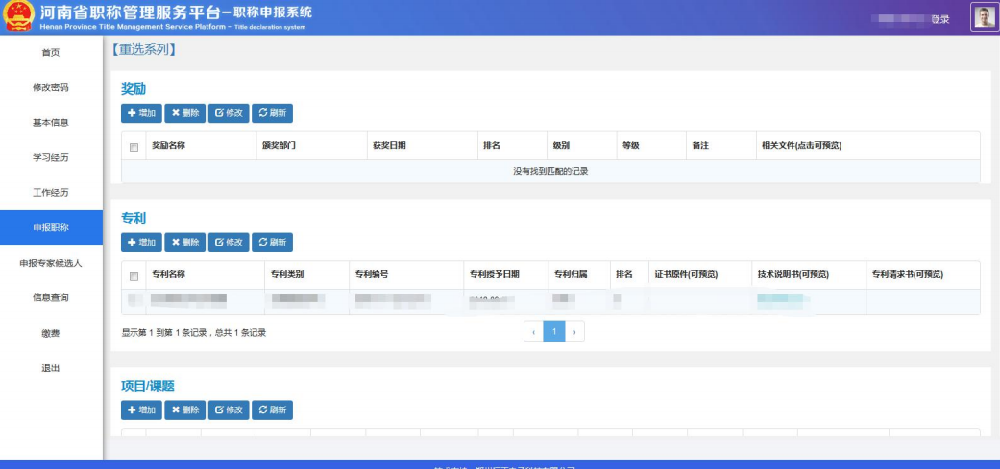 河南省职称管理服务平台-职称申报系统
Henan Province Title Management Service Platform - Title declaration system
登录
首页
修改密码
基本信息
学习经历
工作经历
申报职称
申报专家候选人
信息查询
缴费
退出
【重选系列】
奖励
增加 删除 修改 刷新
奖励名称 颁奖部门 获奖日期 排名 级别 等级 备注 相关文件(点击可预览)
没有找到匹配的记录
专利
增加 删除 修改 刷新
专利名称 专利类别 专利编号 专利授予日期 专利归属 排名 证书原件(可预览) 技术说明书(可预览) 专利请求书(可预览)
显示第 1 到第 1 条记录，总共 1 条记录
‹ 1 ›
项目/课题
增加 删除 修改 刷新